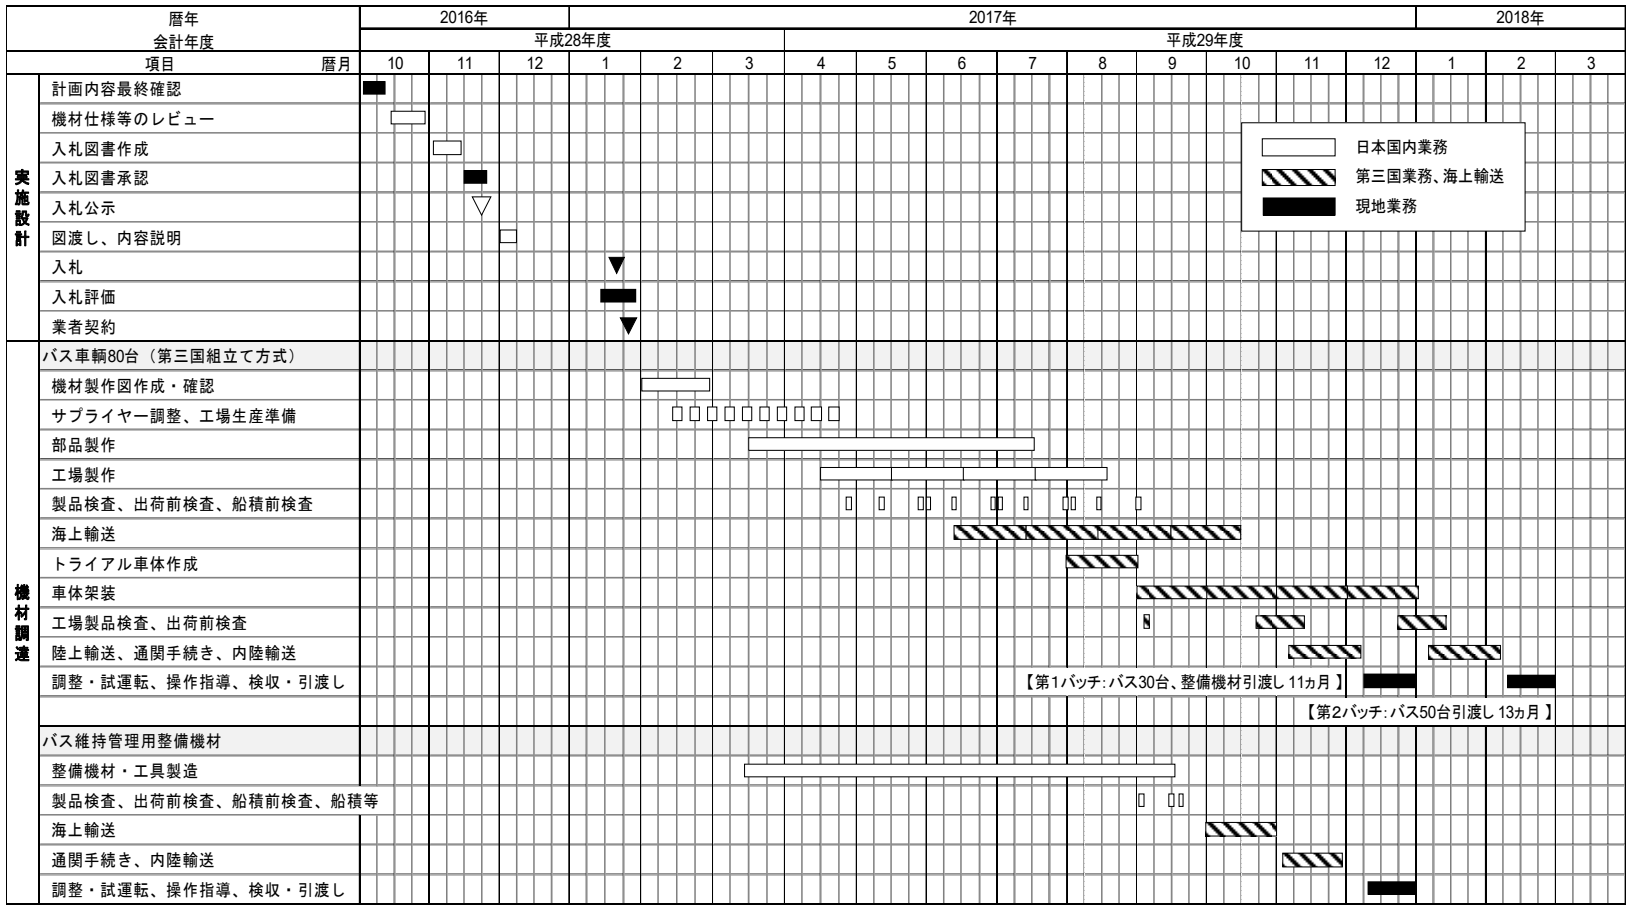 暦年 2016年 2017年 2018年
会計年度 平成28年度 平成29年度
項目 暦月 10 11 12 1 2 3 4 5 6 7 8 9 10 11 12 1 2 3
実施設計
計画内容最終確認
機材仕様等のレビュー
入札図書作成
入札図書承認
入札公示
図渡し、内容説明
入札
入札評価
業者契約
日本国内業務
第三国業務、海上輸送
現地業務
機材調達
バス車輌80台（第三国組立て方式）
機材製作図作成・確認
サプライヤー調整、工場生産準備
部品製作
工場製作
製品検査、出荷前検査、船積前検査
海上輸送
トライアル車体作成
車体架装
工場製品検査、出荷前検査
陸上輸送、通関手続き、内陸輸送
調整・試運転、操作指導、検収・引渡し 【第1バッチ：バス30台、整備機材引渡し 11ヵ月 】
【第2バッチ：バス50台引渡し 13ヵ月 】
バス維持管理用整備機材
整備機材・工具製造
製品検査、出荷前検査、船積前検査、船積等
海上輸送
通関手続き、内陸輸送
調整・試運転、操作指導、検収・引渡し